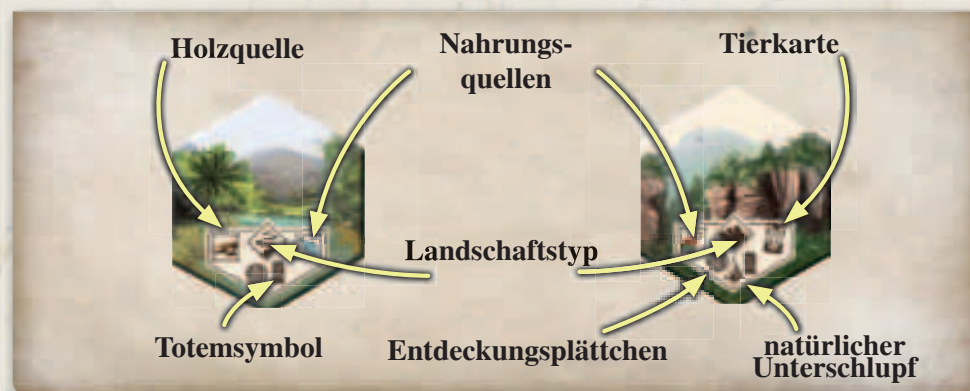 Holzquelle
Nahrungs-
quellen
Tierkarte
Landschaftstyp
Totemsymbol
Entdeckungsplättchen
natürlicher
Unterschlupf